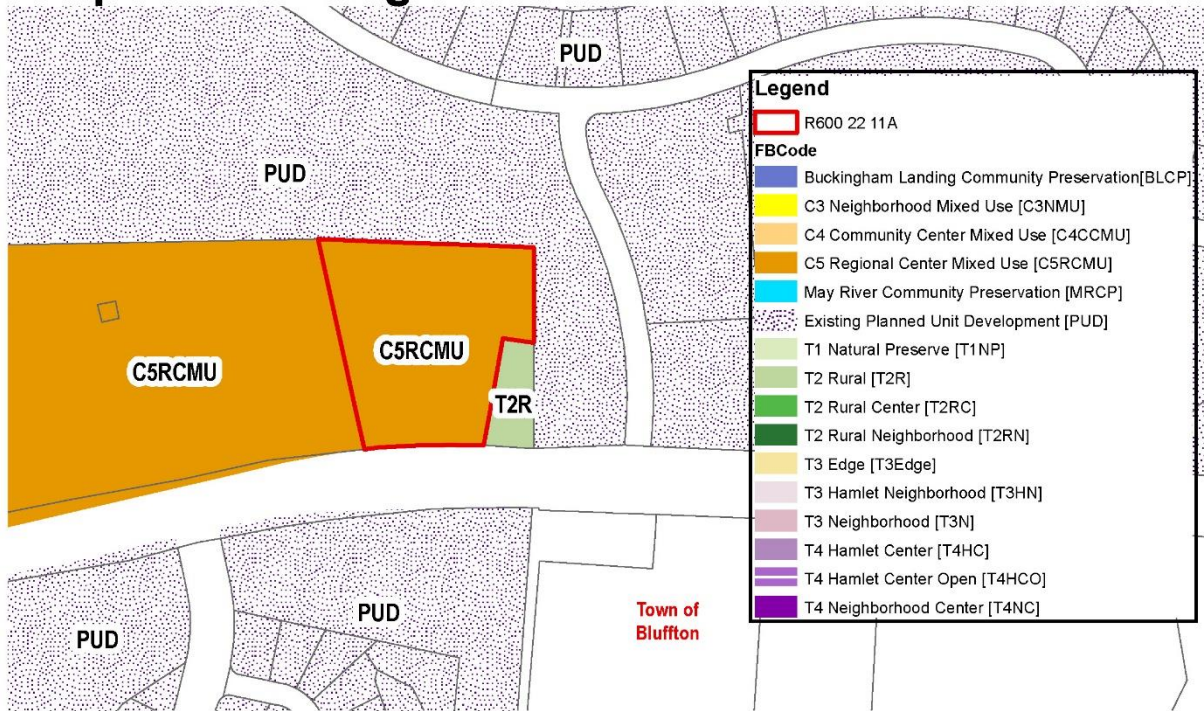 PUD
PUD
C5RCMU
C5RCMU
T2R
PUD
PUD
Town of
Bluffton
Legend
R600 22 11A
FBCode
Buckingham Landing Community Preservation[BLCP]
C3 Neighborhood Mixed Use [C3NMU]
C4 Community Center Mixed Use [C4CCMU]
C5 Regional Center Mixed Use [C5RCMU]
May River Community Preservation [MRCP]
Existing Planned Unit Development [PUD]
T1 Natural Preserve [T1NP]
T2 Rural [T2R]
T2 Rural Center [T2RC]
T2 Rural Neighborhood [T2RN]
T3 Edge [T3Edge]
T3 Hamlet Neighborhood [T3HN]
T3 Neighborhood [T3N]
T4 Hamlet Center [T4HC]
T4 Hamlet Center Open [T4HCO]
T4 Neighborhood Center [T4NC]